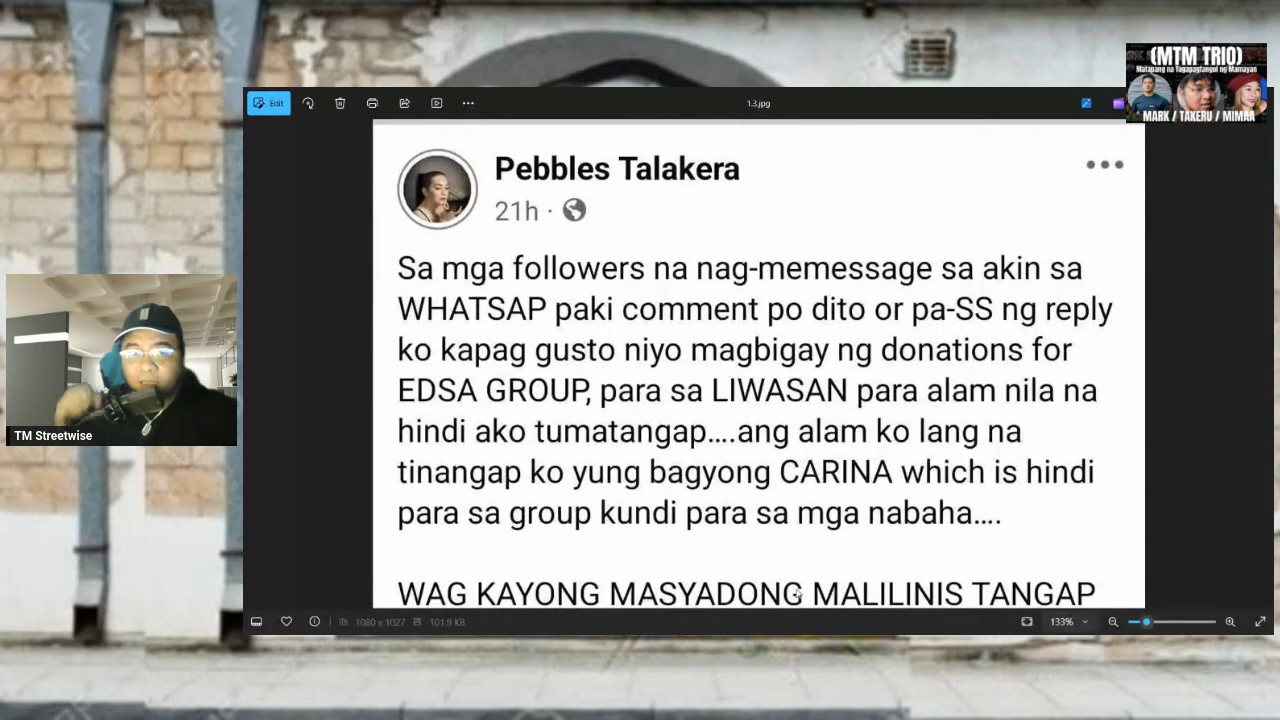 (MTM TRIO)
Matapang na Tagapagtangol ng Mamayan
MARK / TAKERU / MIMAA
Edit
1.3.jpg
Pebbles Talakera
21h ·
Sa mga followers na nag-memessage sa akin sa
WHATSAP paki comment po dito or pa-SS ng reply
ko kapag gusto niyo magbigay ng donations for
EDSA GROUP, para sa LIWASAN para alam nila na
hindi ako tumatangap....ang alam ko lang na
tinangap ko yung bagyong CARINA which is hindi
para sa group kundi para sa mga nabaha....
WAG KAYONG MASYADONG MALILINIS TANGAP
TM Streetwise
1080 x 1027
101.9 KB
133%